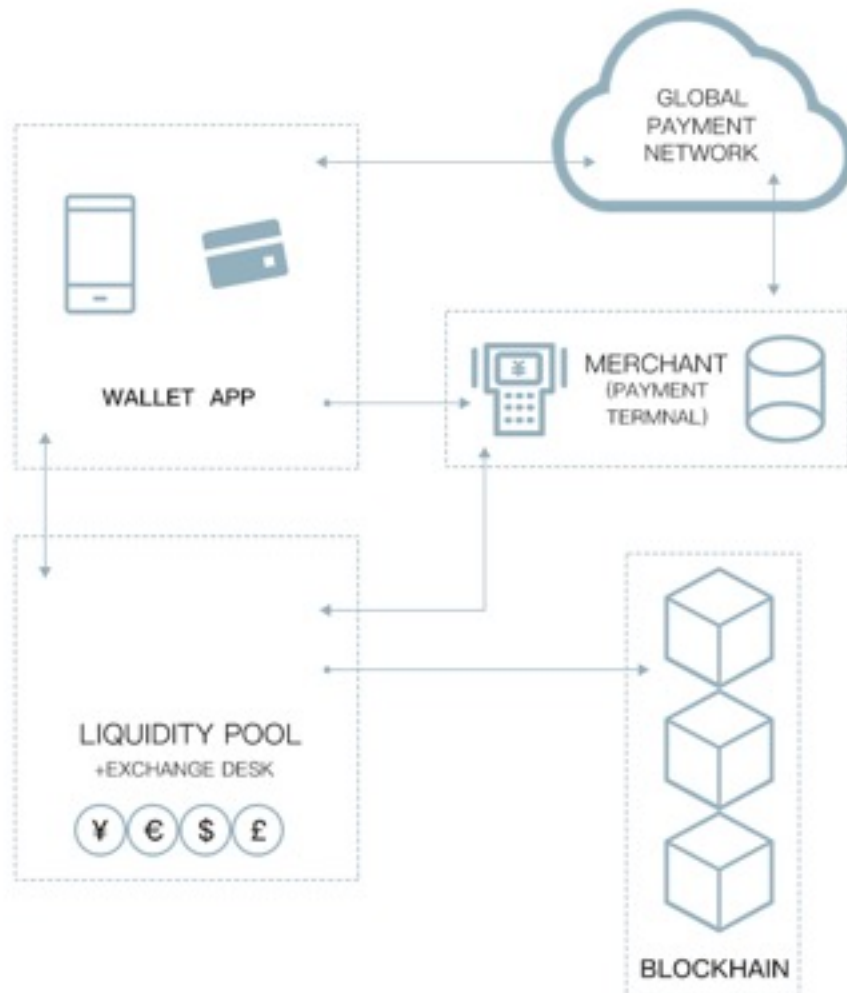 GLOBAL
PAYMENT
NETWORK
WALLET APP
¥
MERCHANT
(PAYMENT
TERMNAL)
LIQUIDITY POOL
+EXCHANGE DESK
¥ € $ £
BLOCKHAIN